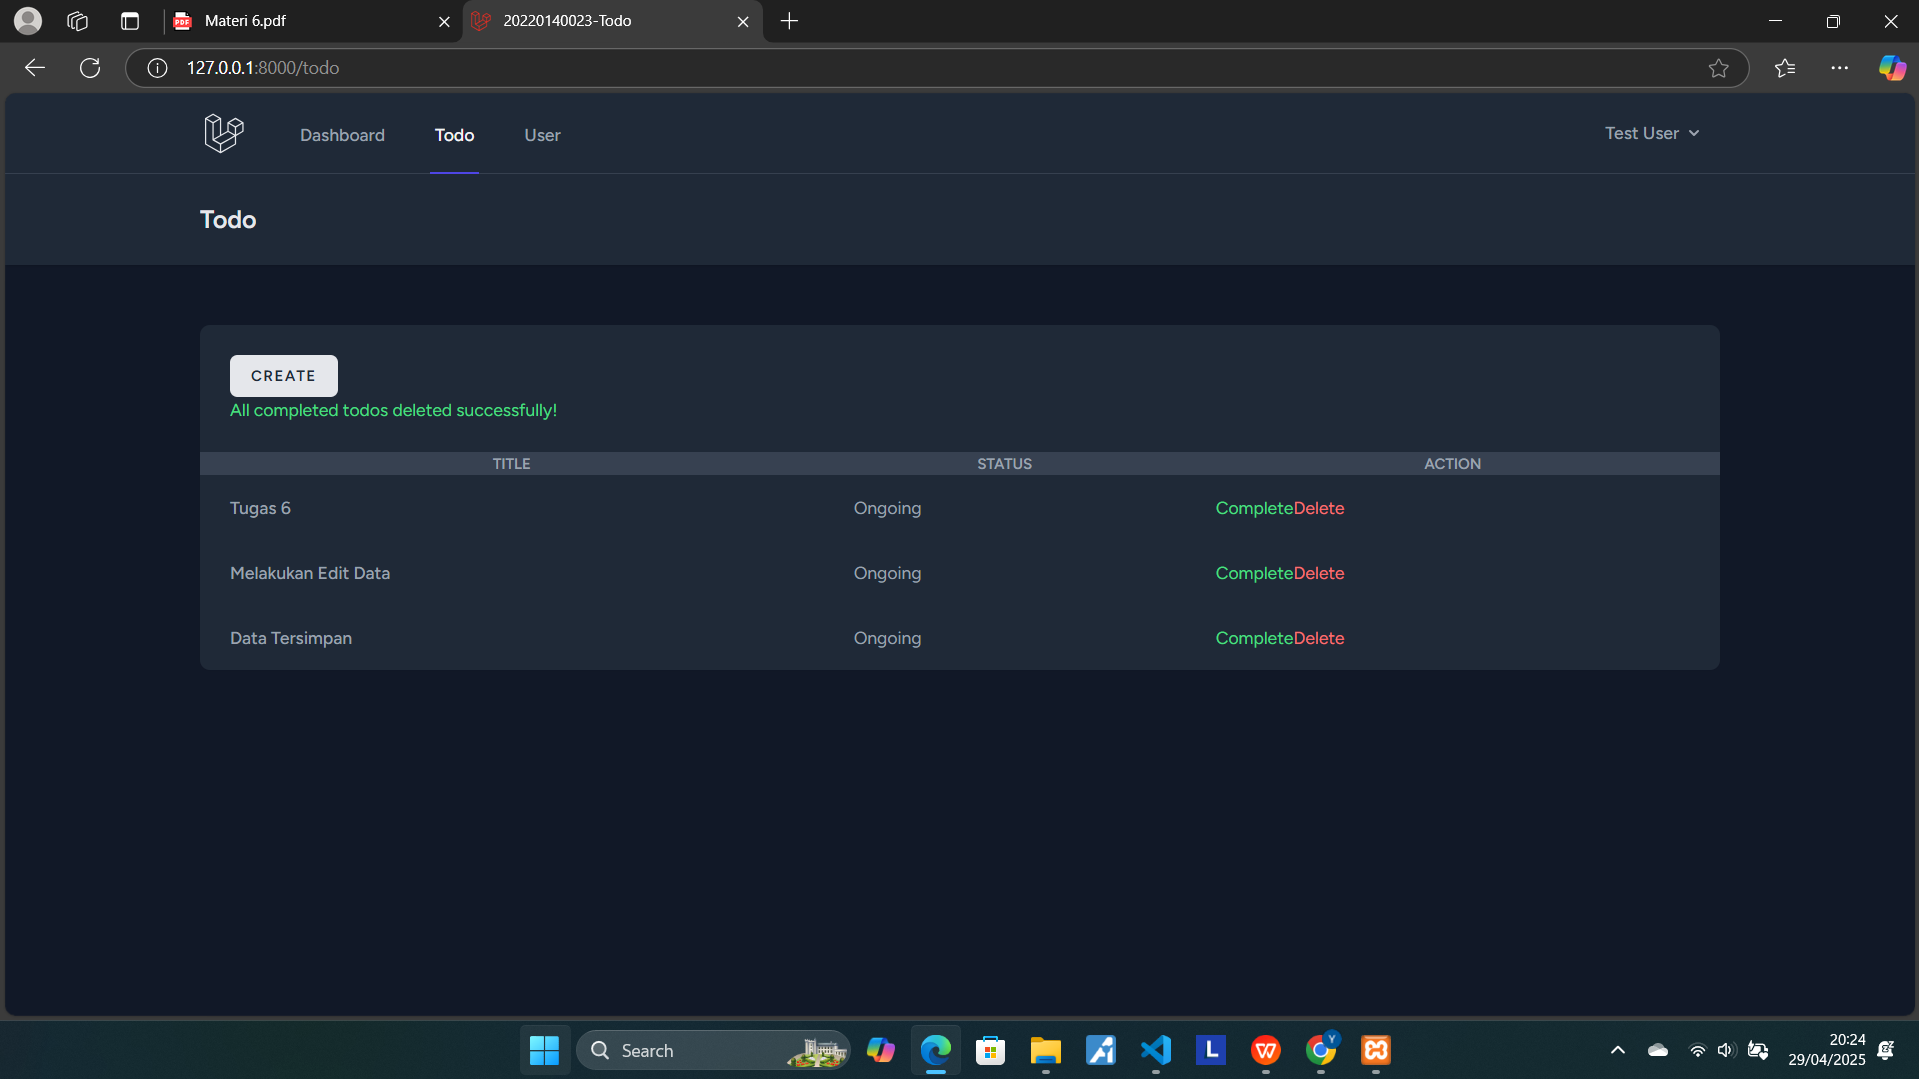 Materi 6.pdf
20220140023-Todo
127.0.0.1:8000/todo
Dashboard
Todo
User
Test User
Todo
CREATE
All completed todos deleted successfully!
TITLE STATUS ACTION
Tugas 6 Ongoing CompleteDelete
Melakukan Edit Data Ongoing CompleteDelete
Data Tersimpan Ongoing CompleteDelete
Search
20:24
29/04/2025